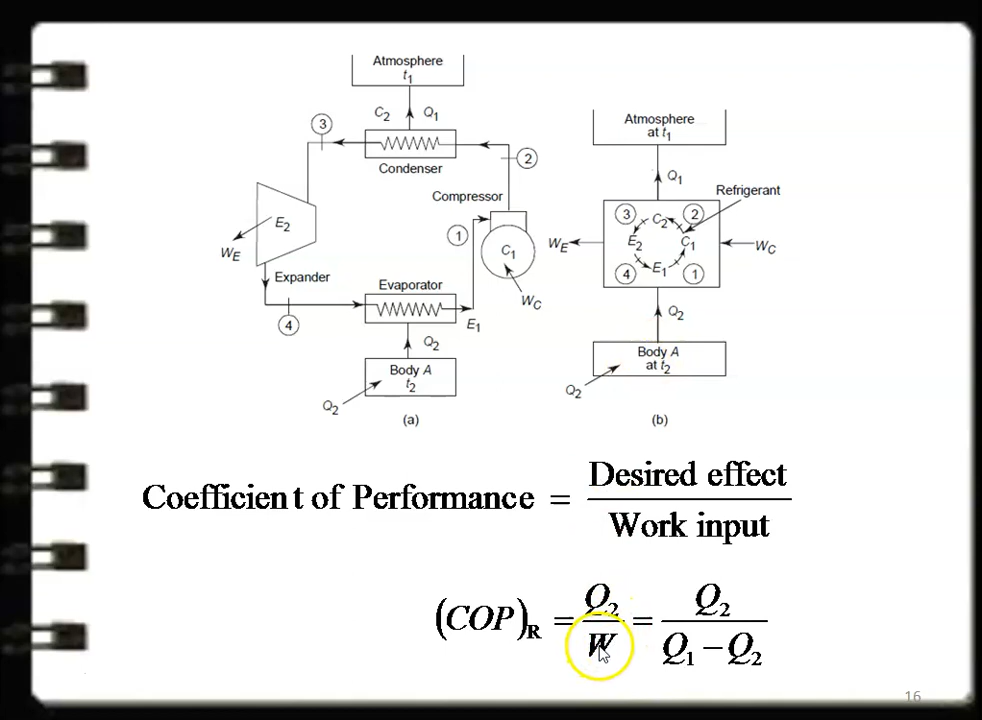 Atmosphere
t1
C2 Q1
3
Condenser
2
Compressor
1
E2
C1
WE
Expander
Evaporator
WC
4
E1
Q2
Body A
t2
Q2
(a)
Atmosphere
at t1
Q1
Refrigerant
3 C2 2
WE E2 C1 WC
4 E1 1
Q2
Body A
at t2
Q2
(b)
Coefficien t of Performance = Desired effect / Work input
(COP)R = Q2 / W = Q2 / Q1 − Q2
16